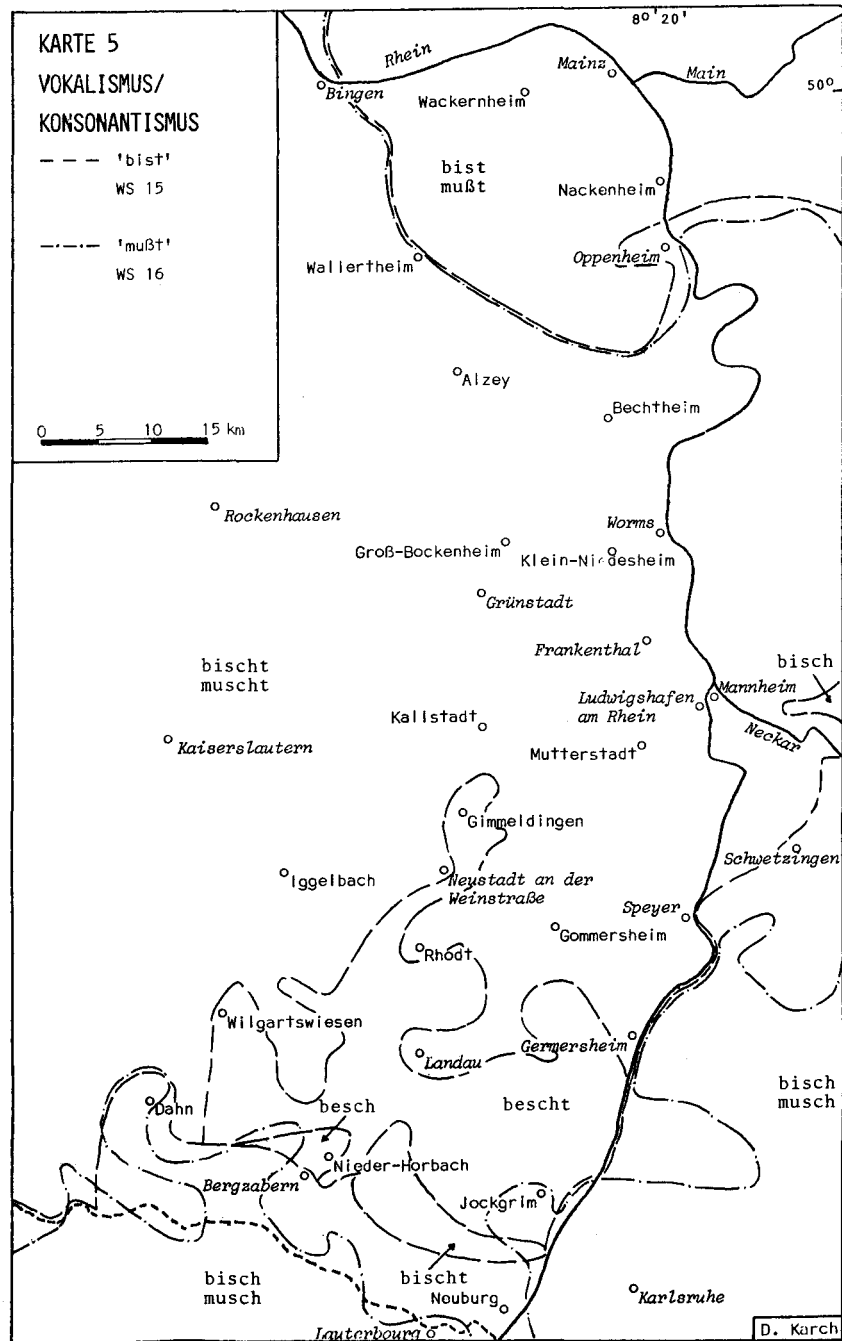 KARTE 5
VOKALISMUS/
KONSONANTISMUS
'bist'
WS 15
'mußt'
WS 16
0 5 10 15 km
8°20'
50°
Rhein
Mainz
Main
Bingen
Wackernheim
bist
mußt
Nackenheim
Oppenheim
Wallertheim
Alzey
Bechtheim
Rockenhausen
Worms
Groß-Bockenheim
Klein-Niedesheim
Grünstadt
Frankenthal
bischt
muscht
bisch
Mannheim
Ludwigshafen
am Rhein
Kallstadt
Neckar
Kaiserslautern
Mutterstadt
Gimmeldingen
Schwetzingen
Iggelbach
Neustadt an der
Weinstraße
Speyer
Gommersheim
Rhodt
Wilgartswiesen
Germersheim
Landau
bisch
musch
Dahn
besch
bescht
Nieder-Horbach
Bergzabern
Jockgrim
bisch
musch
bischt
Neuburg
Karlsruhe
Lauterbourg
D. Karch